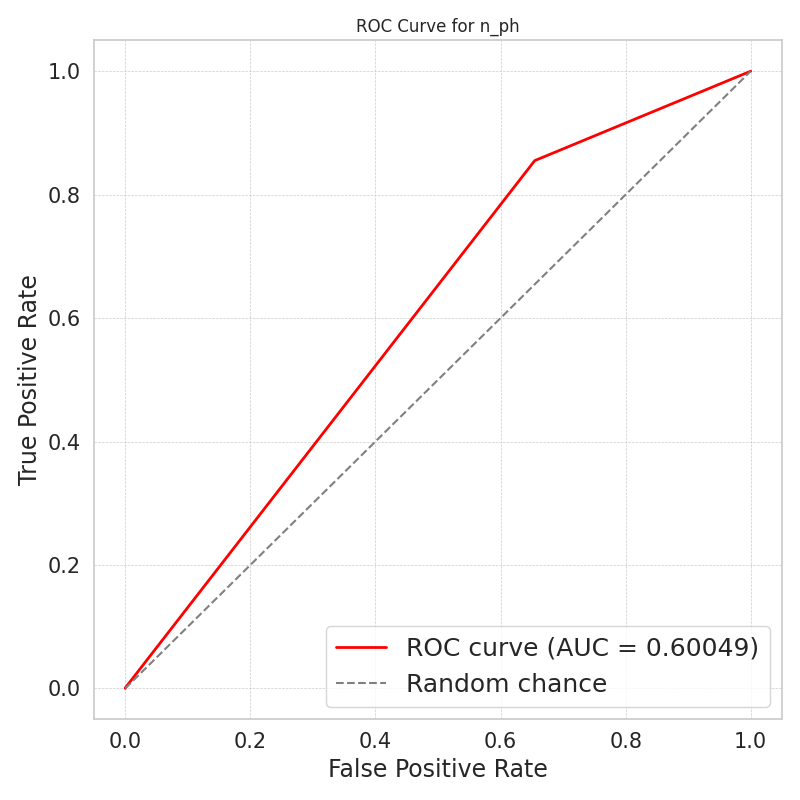 ROC Curve for n_ph
1.0
0.8
0.6
0.4
0.2
0.0
True Positive Rate
ROC curve (AUC = 0.60049)
Random chance
0.0 0.2 0.4 0.6 0.8 1.0
False Positive Rate